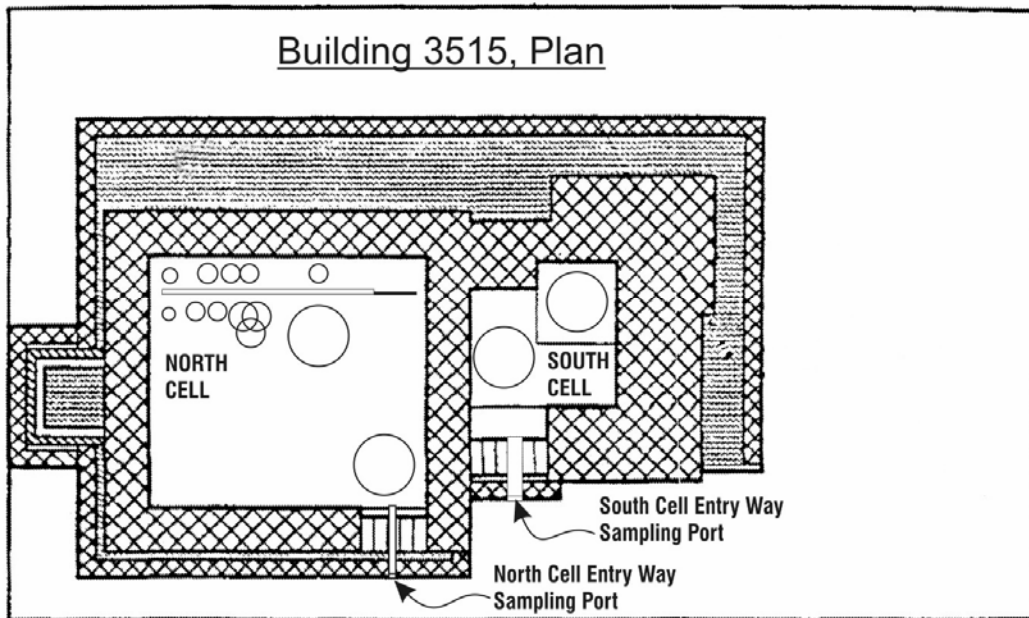 Building 3515, Plan
NORTH
CELL
SOUTH
CELL
South Cell Entry Way
Sampling Port
North Cell Entry Way
Sampling Port